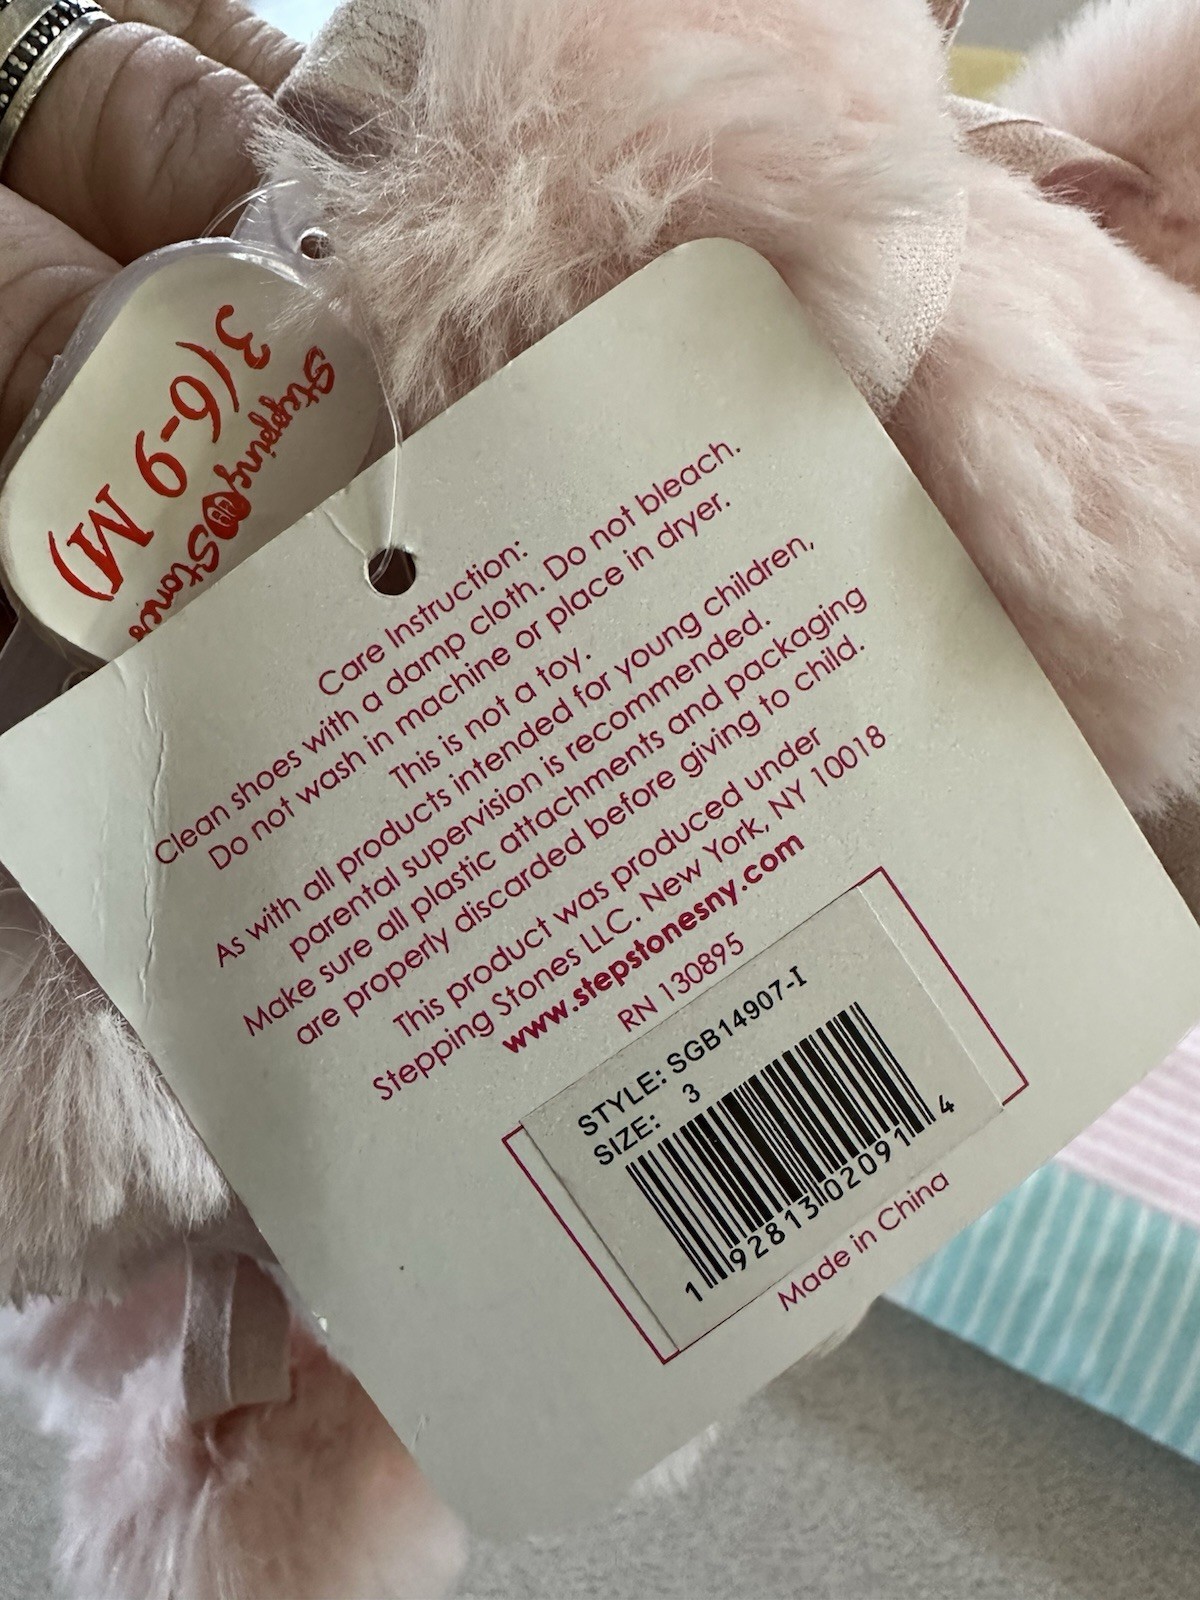 Stepping Stones
3 (6-9 M)
Care Instruction:
Clean shoes with a damp cloth. Do not bleach.
Do not wash in machine or place in dryer.
This is not a toy.
As with all products intended for young children,
parental supervision is recommended.
Make sure all plastic attachments and packaging
are properly discarded before giving to child.
This product was produced under
Stepping Stones LLC. New York, NY 10018
www.stepstonesny.com
RN 130895
STYLE: SGB14907-I
SIZE: 3
1 92813 02091 4
Made in China